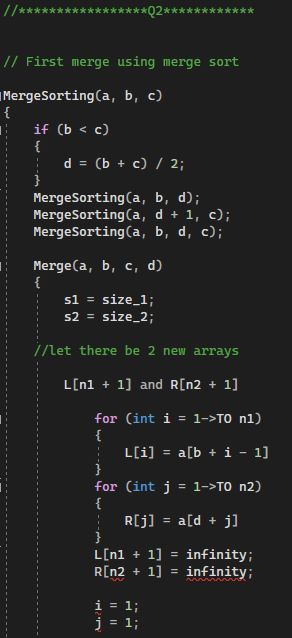 //*****************Q2************
// First merge using merge sort
MergeSorting(a, b, c)
{
if (b < c)
{
d = (b + c) / 2;
}
MergeSorting(a, b, d);
MergeSorting(a, d + 1, c);
MergeSorting(a, b, d, c);
Merge(a, b, c, d)
{
s1 = size_1;
s2 = size_2;
//let there be 2 new arrays
L[n1 + 1] and R[n2 + 1]
for (int i = 1->TO n1)
{
L[i] = a[b + i - 1]
}
for (int j = 1->TO n2)
{
R[j] = a[d + j]
}
L[n1 + 1] = infinity;
R[n2 + 1] = infinity;
i = 1;
j = 1;